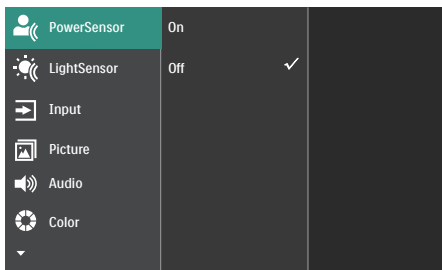 PowerSensor
On
LightSensor
Off
Input
Picture
Audio
Color